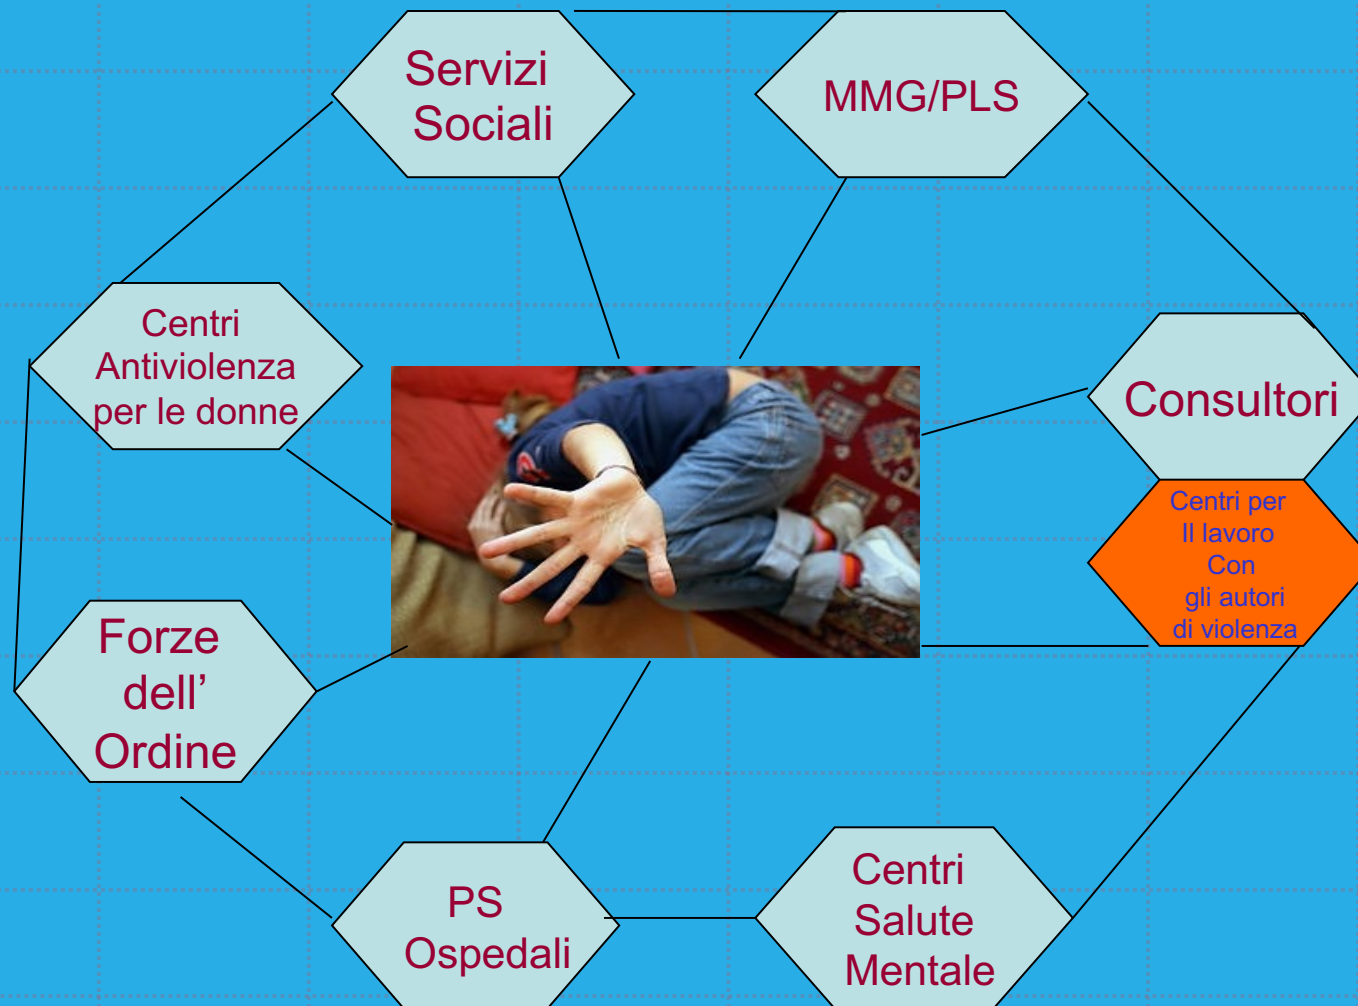 Servizi
Sociali
MMG/PLS
Centri
Antiviolenza
per le donne
Consultori
Centri per
Il lavoro
Con
gli autori
di violenza
Forze
dell’
Ordine
PS
Ospedali
Centri
Salute
Mentale